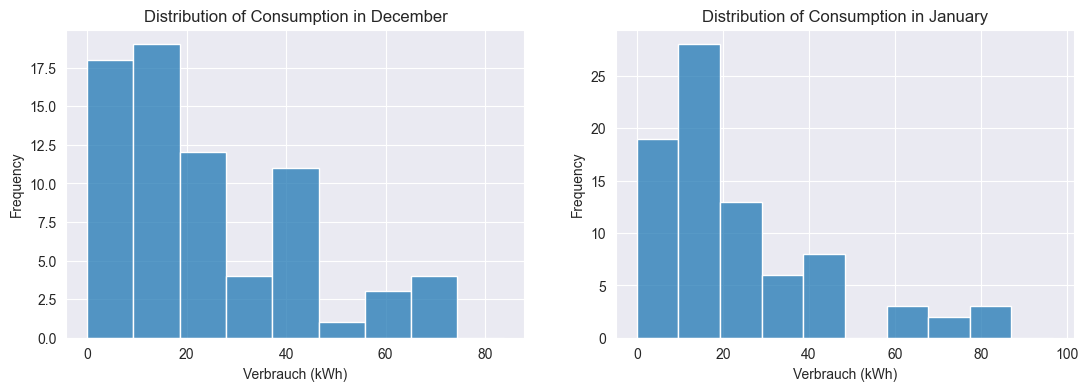 Distribution of Consumption in December
Frequency
17.5
15.0
12.5
10.0
7.5
5.0
2.5
0.0
0 20 40 60 80
Verbrauch (kWh)
Distribution of Consumption in January
Frequency
25
20
15
10
5
0
0 20 40 60 80 100
Verbrauch (kWh)